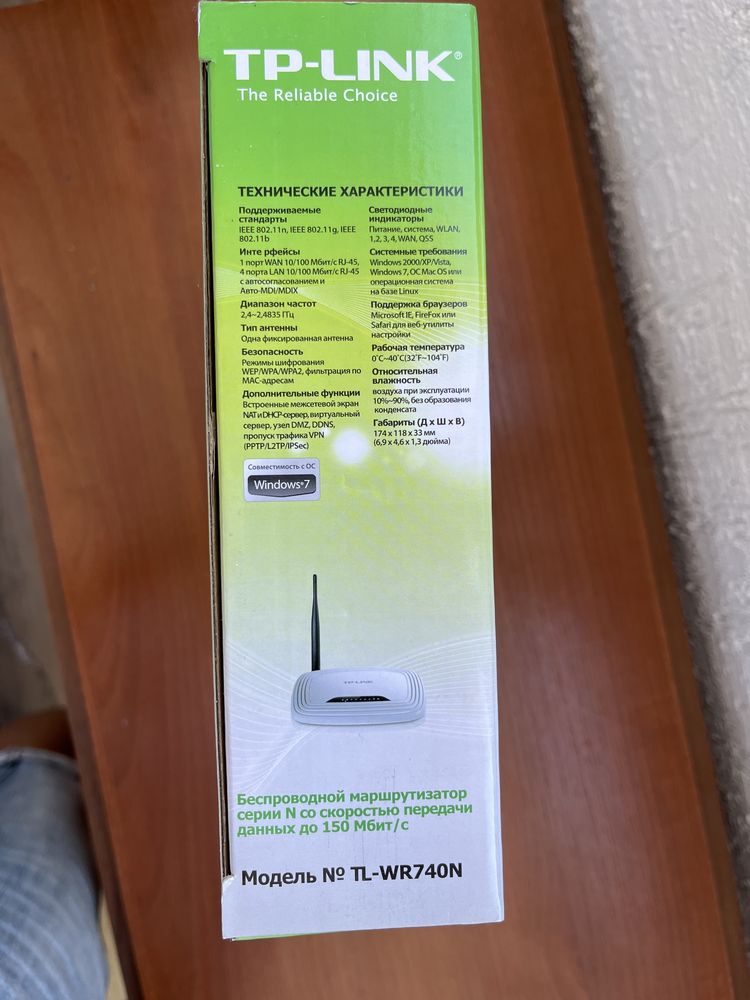 TP-LINK®
The Reliable Choice
ТЕХНИЧЕСКИЕ ХАРАКТЕРИСТИКИ
Поддерживаемые
стандарты
IEEE 802.11n, IEEE 802.11g, IEEE
802.11b
Инте рфейсы
1 порт WAN 10/100 Мбит/с RJ-45,
4 порта LAN 10/100 Мбит/с RJ-45
с автосогласованием и
Авто-MDI/MDIX
Диапазон частот
2,4~2,4835 ГГц
Тип антенны
Одна фиксированная антенна
Безопасность
Режимы шифрования
WEP/WPA/WPA2, фильтрация по
MAC-адресам
Дополнительные функции
Встроенные межсетевой экран
NAT и DHCP-сервер, виртуальный
сервер, узел DMZ, DDNS,
пропуск трафика VPN
(PPTP/L2TP/IPSec)
Светодиодные
индикаторы
Питание, система, WLAN,
1,2, 3, 4, WAN, QSS
Системные требования
Windows 2000/XP/Vista,
Windows 7, ОС Mac OS или
операционная система
на базе Linux
Поддержка браузеров
Microsoft IE, FireFox или
Safari для веб-утилиты
настройки
Рабочая температура
0˚C~40˚C(32˚F~104˚F)
Относительная
влажность
воздуха при эксплуатации
10%~90%, без образования
конденсата
Габариты (Д x Ш x В)
174 x 118 x 33 мм
(6,9 x 4,6 x 1,3 дюйма)
Совместимость с ОС
Windows®7
TP-LINK
Беспроводной маршрутизатор
серии N со скоростью передачи
данных до 150 Мбит/с
Модель № TL-WR740N